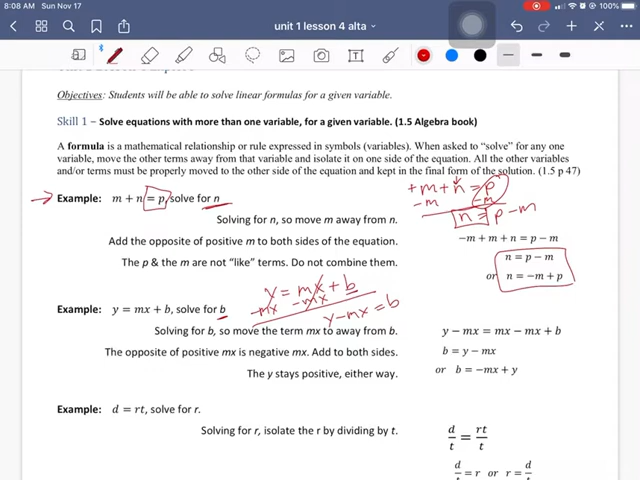 8:08 AM Sun Nov 17
100%
unit 1 lesson 4 alta
Objectives: Students will be able to solve linear formulas for a given variable.
Skill 1 – Solve equations with more than one variable, for a given variable. (1.5 Algebra book)
A formula is a mathematical relationship or rule expressed in symbols (variables). When asked to “solve” for any one
variable, move the other terms away from that variable and isolate it on one side of the equation. All the other variables
and/or terms must be properly moved to the other side of the equation and kept in the final form of the solution. (1.5 p 47)
Example: m + n = p, solve for n
+m + n = p
-m -m
n = p - m
Solving for n, so move m away from n.
Add the opposite of positive m to both sides of the equation.
−m + m + n = p − m
The p & the m are not “like” terms. Do not combine them.
n = p − m
or n = −m + p
y = mx + b
-mx -mx
y - mx = b
Example: y = mx + b, solve for b
Solving for b, so move the term mx to away from b.
y − mx = mx − mx + b
The opposite of positive mx is negative mx. Add to both sides.
b = y − mx
The y stays positive, either way.
or b = −mx + y
Example: d = rt, solve for r.
Solving for r, isolate the r by dividing by t.
d/t = rt/t
d/t = r or r = d/t